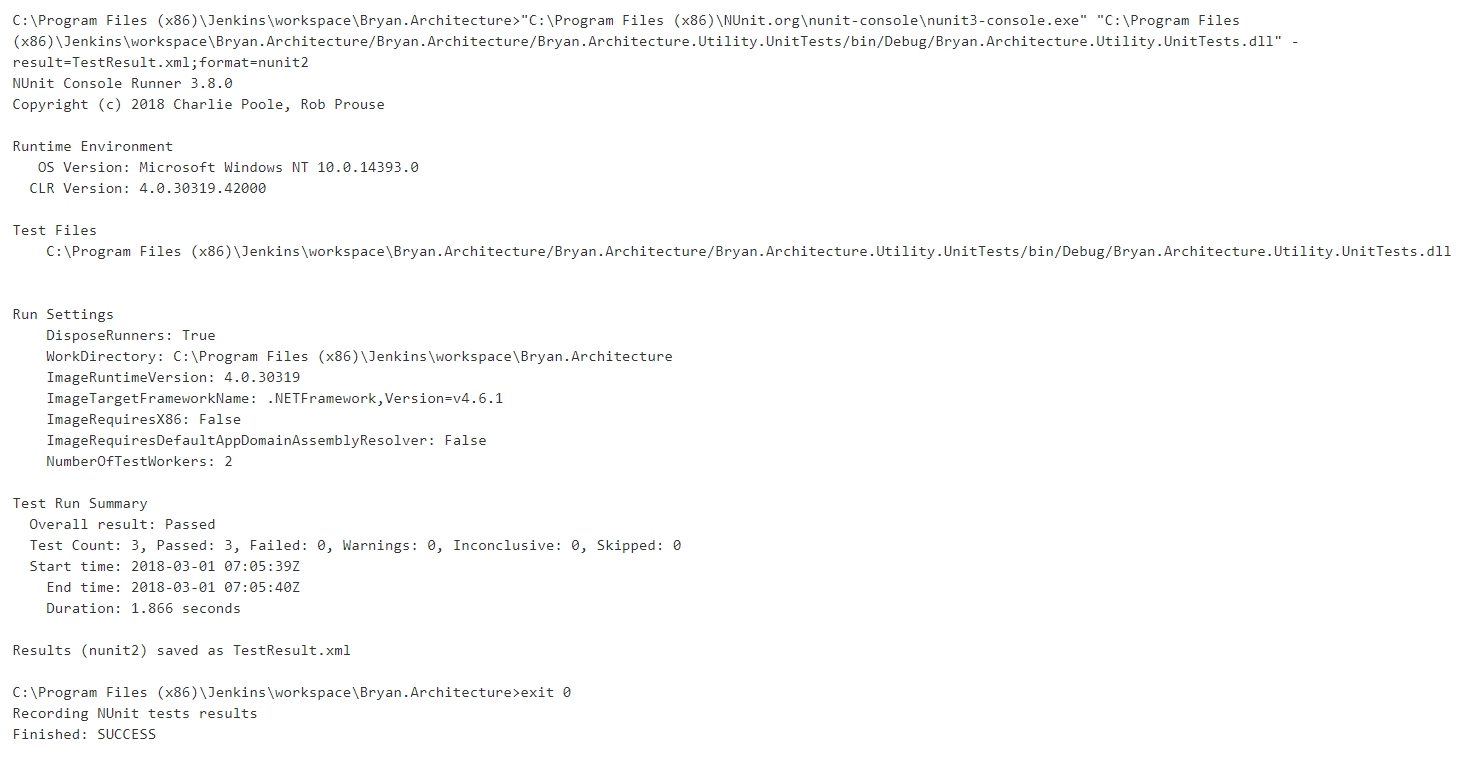 C:\Program Files (x86)\Jenkins\workspace\Bryan.Architecture>"C:\Program Files (x86)\NUnit.org\nunit-console\nunit3-console.exe" "C:\Program Files
(x86)\Jenkins\workspace\Bryan.Architecture/Bryan.Architecture/Bryan.Architecture.Utility.UnitTests/bin/Debug/Bryan.Architecture.Utility.UnitTests.dll" -
result=TestResult.xml;format=nunit2
NUnit Console Runner 3.8.0
Copyright (c) 2018 Charlie Poole, Rob Prouse
Runtime Environment
OS Version: Microsoft Windows NT 10.0.14393.0
CLR Version: 4.0.30319.42000
Test Files
C:\Program Files (x86)\Jenkins\workspace\Bryan.Architecture/Bryan.Architecture/Bryan.Architecture.Utility.UnitTests/bin/Debug/Bryan.Architecture.Utility.UnitTests.dll
Run Settings
DisposeRunners: True
WorkDirectory: C:\Program Files (x86)\Jenkins\workspace\Bryan.Architecture
ImageRuntimeVersion: 4.0.30319
ImageTargetFrameworkName: .NETFramework,Version=v4.6.1
ImageRequiresX86: False
ImageRequiresDefaultAppDomainAssemblyResolver: False
NumberOfTestWorkers: 2
Test Run Summary
Overall result: Passed
Test Count: 3, Passed: 3, Failed: 0, Warnings: 0, Inconclusive: 0, Skipped: 0
Start time: 2018-03-01 07:05:39Z
End time: 2018-03-01 07:05:40Z
Duration: 1.866 seconds
Results (nunit2) saved as TestResult.xml
C:\Program Files (x86)\Jenkins\workspace\Bryan.Architecture>exit 0
Recording NUnit tests results
Finished: SUCCESS